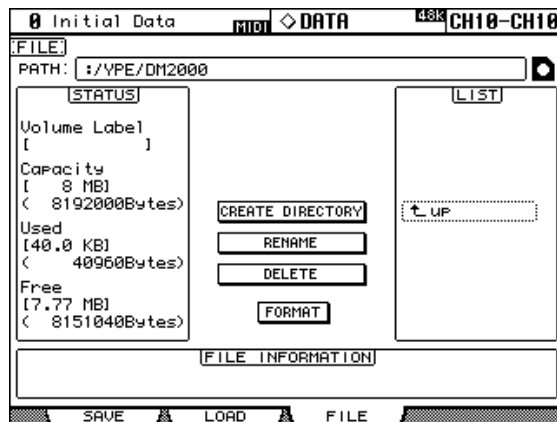 0 Initial Data MIDI ◇DATA 48k CH10-CH10
FILE
PATH: :/YPE/DM2000
STATUS
LIST
Volume Label
[ ]
Capacity
[ 8 MB]
( 8192000Bytes)
Used
[40.0 KB]
( 40960Bytes)
Free
[7.77 MB]
( 8151040Bytes)
CREATE DIRECTORY
RENAME
DELETE
FORMAT
UP
FILE INFORMATION
SAVE LOAD FILE